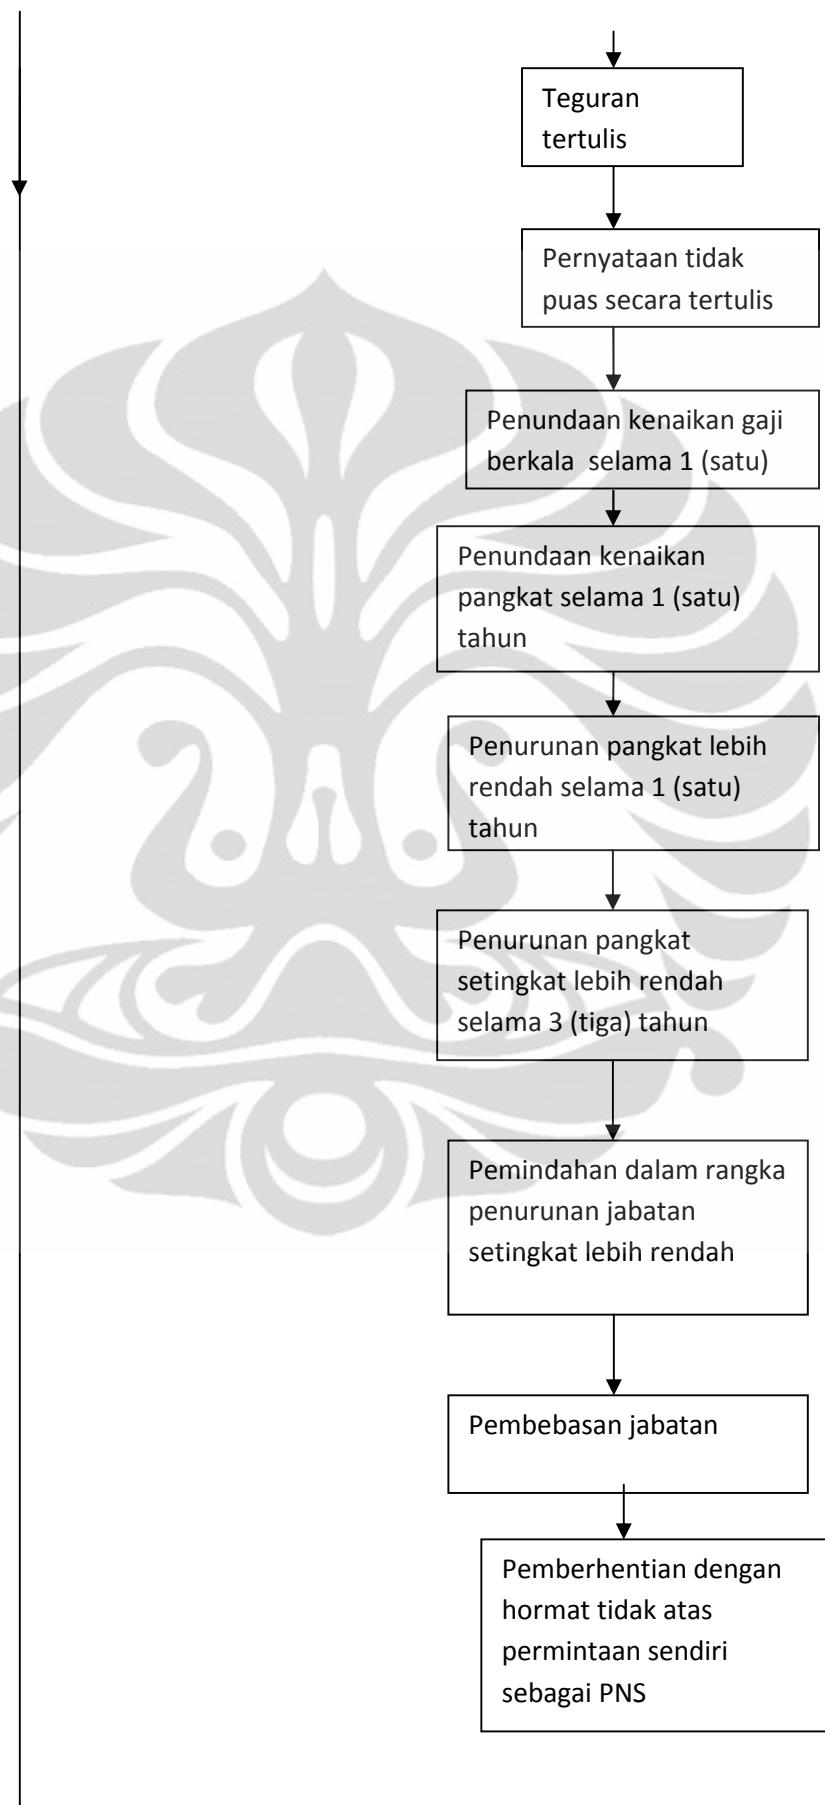 Teguran
tertulis
Pernyataan tidak
puas secara tertulis
Penundaan kenaikan gaji
berkala  selama 1 (satu)
Penundaan kenaikan
pangkat selama 1 (satu)
tahun
Penurunan pangkat lebih
rendah selama 1 (satu)
tahun
Penurunan pangkat
setingkat lebih rendah
selama 3 (tiga) tahun
Pemindahan dalam rangka
penurunan jabatan
setingkat lebih rendah
Pembebasan jabatan
Pemberhentian dengan
hormat tidak atas
permintaan sendiri
sebagai PNS